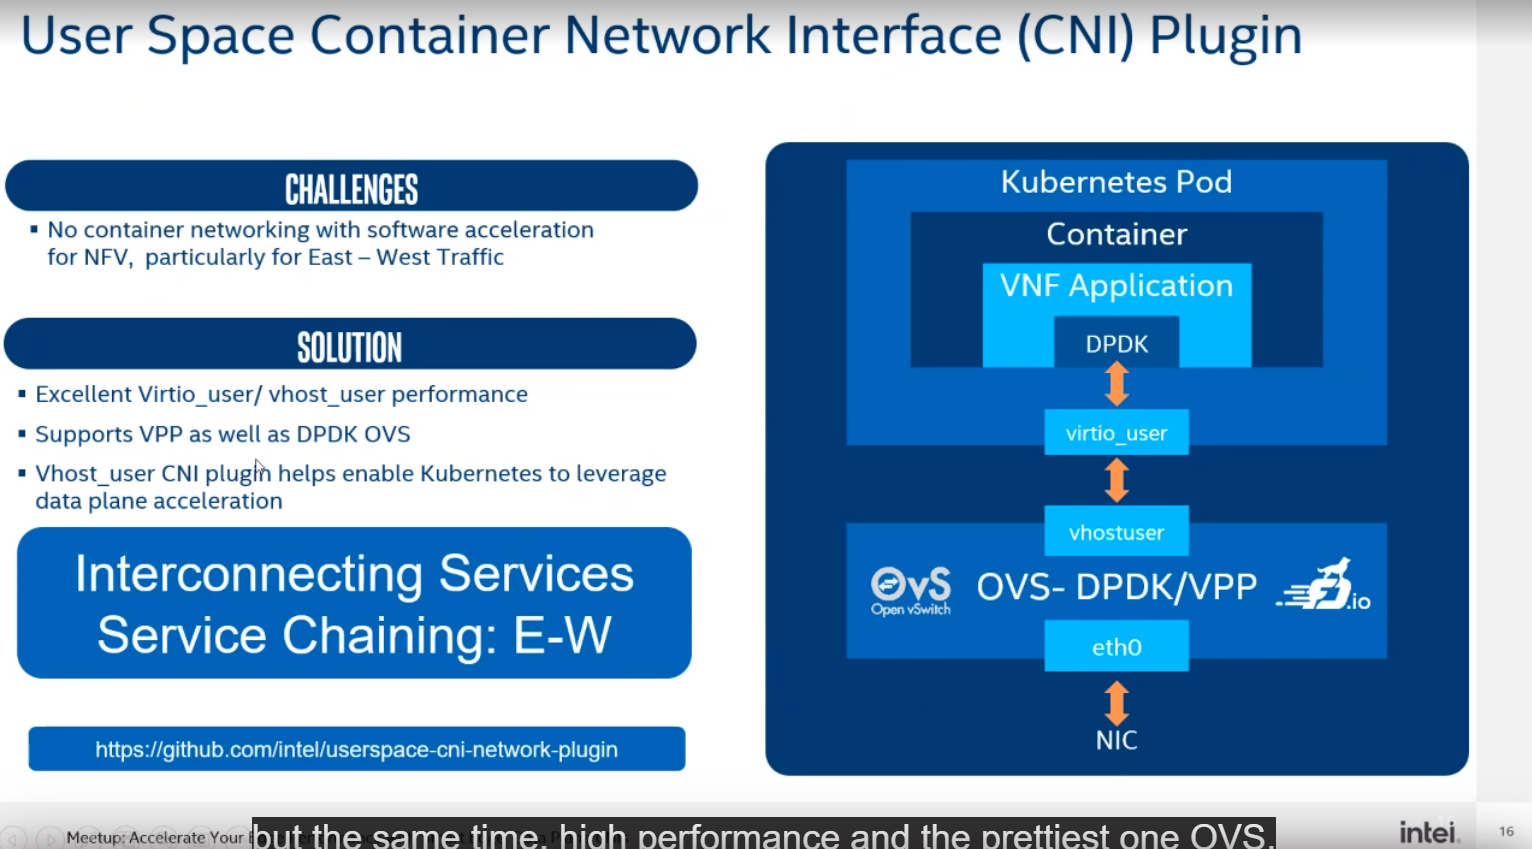 User Space Container Network Interface (CNI) Plugin
CHALLENGES
▪ No container networking with software acceleration
for NFV, particularly for East – West Traffic
SOLUTION
▪ Excellent Virtio_user/ vhost_user performance
▪ Supports VPP as well as DPDK OVS
▪ Vhost_user CNI plugin helps enable Kubernetes to leverage
data plane acceleration
Interconnecting Services
Service Chaining: E-W
https://github.com/intel/userspace-cni-network-plugin
Kubernetes Pod
Container
VNF Application
DPDK
virtio_user
vhostuser
OvS
Open vSwitch
OVS- DPDK/VPP
.io
eth0
NIC
Meetup: Accelerate Your
but the same time, high performance and the prettiest one OVS.
intel.
16